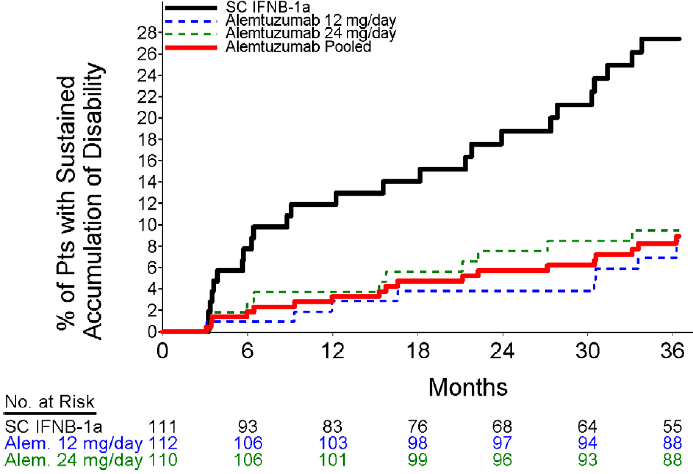 SC IFNB-1a
Alemtuzumab 12 mg/day
Alemtuzumab 24 mg/day
Alemtuzumab Pooled
% of Pts with Sustained
Accumulation of Disability
28
26
24
22
20
18
16
14
12
10
8
6
4
2
0
0 6 12 18 24 30 36
Months
No. at Risk
SC IFNB-1a 111 93 83 76 68 64 55
Alem. 12 mg/day 112 106 103 98 97 94 88
Alem. 24 mg/day 110 106 101 99 96 93 88